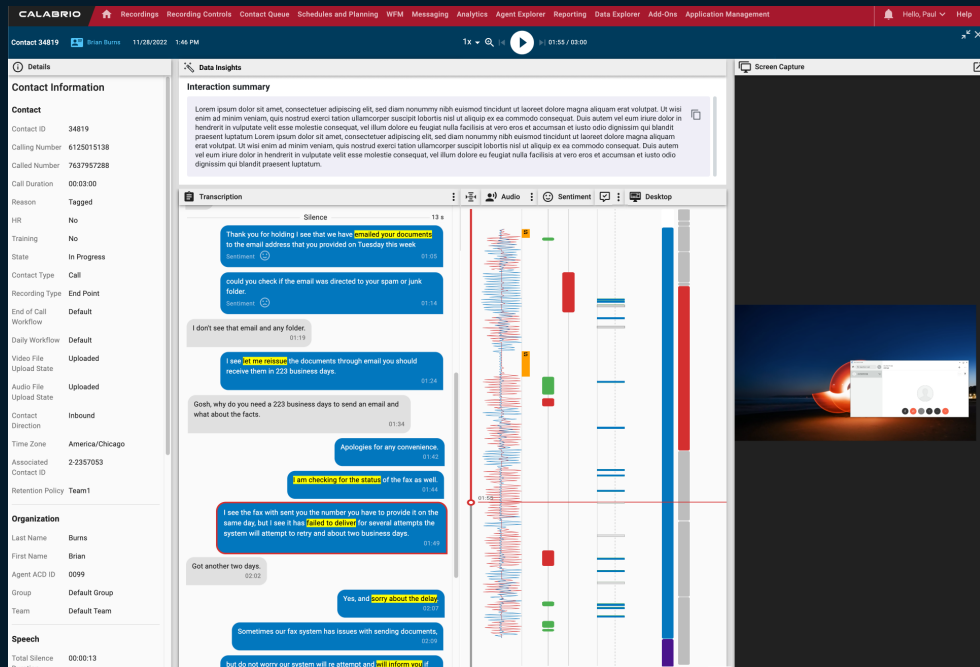 CALABRIO Recordings Recording Controls Contact Queue Schedules and Planning WFM Messaging Analytics Agent Explorer Reporting Data Explorer Add-Ons Application Management Hello, Paul Help
Contact 34819 Brian Burns 11/28/2022 1:46 PM 1x 01:55 / 03:00
Details
Contact Information
Contact
Contact ID 34819
Calling Number 6125015138
Called Number 7637957288
Call Duration 00:03:00
Reason Tagged
HR No
Training No
State In Progress
Contact Type Call
Recording Type End Point
End of Call Workflow Default
Daily Workflow Default
Video File Upload State Uploaded
Audio File Upload State Uploaded
Contact Direction Inbound
Time Zone America/Chicago
Associated Contact ID 2-2357053
Retention Policy Team1
Organization
Last Name Burns
First Name Brian
Agent ACD ID 0099
Group Default Group
Team Default Team
Speech
Total Silence 00:00:13
Data Insights
Interaction summary
Lorem ipsum dolor sit amet, consectetuer adipiscing elit, sed diam nonummy nibh euismod tincidunt ut laoreet dolore magna aliquam erat volutpat. Ut wisi
enim ad minim veniam, quis nostrud exerci tation ullamcorper suscipit lobortis nisl ut aliquip ex ea commodo consequat. Duis autem vel eum iriure dolor in
hendrerit in vulputate velit esse molestie consequat, vel illum dolore eu feugiat nulla facilisis at vero eros et accumsan et iusto odio dignissim qui blandit
praesent luptatum Lorem ipsum dolor sit amet, consectetuer adipiscing elit, sed diam nonummy nibh euismod tincidunt ut laoreet dolore magna aliquam
erat volutpat. Ut wisi enim ad minim veniam, quis nostrud exerci tation ullamcorper suscipit lobortis nisl ut aliquip ex ea commodo consequat. Duis autem
vel eum iriure dolor in hendrerit in vulputate velit esse molestie consequat, vel illum dolore eu feugiat nulla facilisis at vero eros et accumsan et iusto odio
dignissim qui blandit praesent luptatum.
Transcription
Audio Sentiment Desktop
Silence 13 s
Thank you for holding I see that we have emailed your documents
to the email address that you provided on Tuesday this week
Sentiment 01:05
could you check if the email was directed to your spam or junk
folder.
Sentiment 01:14
I don't see that email and any folder.
01:19
I see let me reissue the documents through email you should
receive them in 223 business days.
01:24
Gosh, why do you need a 223 business days to send an email and
what about the facts.
01:34
Apologies for any convenience.
01:42
I am checking for the status of the fax as well.
01:44
I see the fax with sent you the number you have to provide it on the
same day, but I see it has failed to deliver for several attempts the
system will attempt to retry and about two business days.
01:49
Got another two days.
02:02
Yes, and sorry about the delay
02:07
Sometimes our fax system has issues with sending documents,
02:09
but do not worry our system will re attempt and will inform you if
01:55
Screen Capture